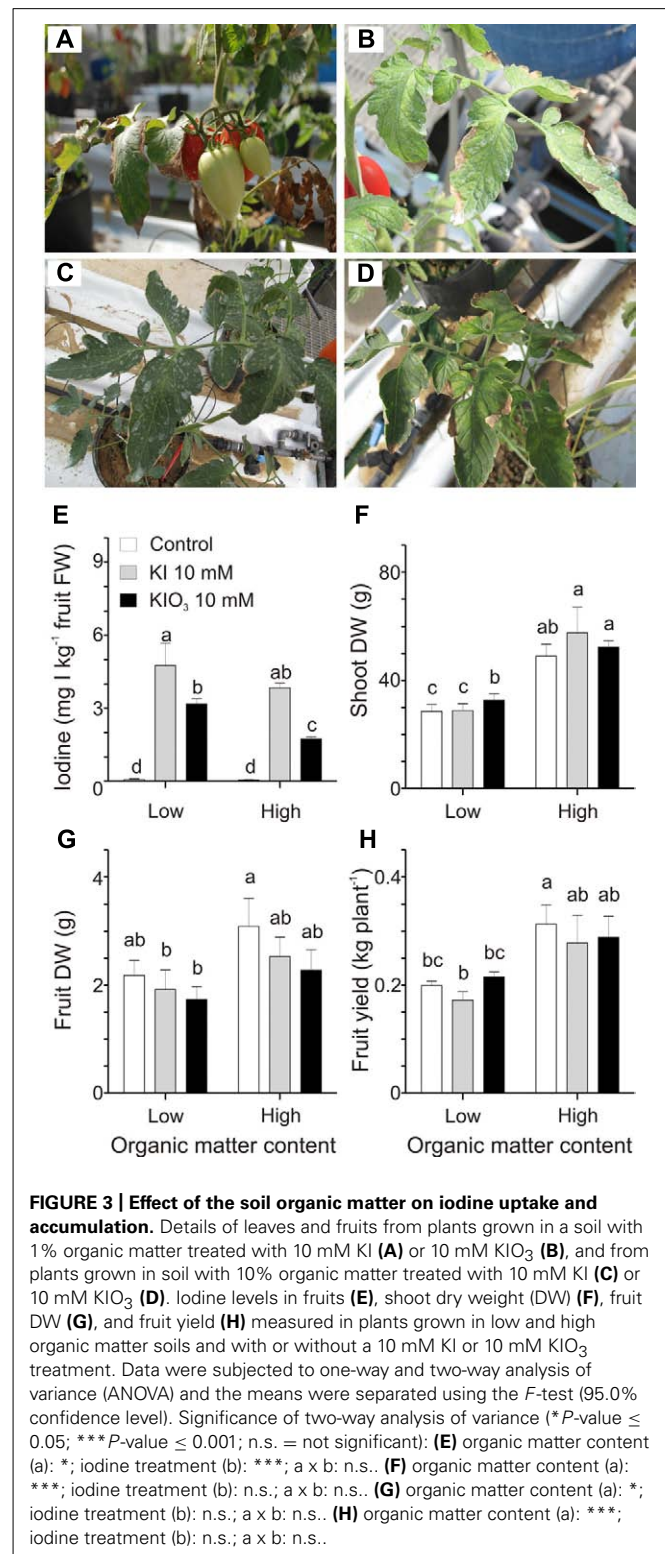 A
B
C
D
E
F
Control
KI 10 mM
KIO₃ 10 mM
Iodine (mg I kg⁻¹ fruit FW)
9
6
3
0
a
ab
b
c
d
d
Low
High
Shoot DW (g)
80
40
0
a
ab
a
c
c
b
Low
High
G
H
Fruit DW (g)
4
2
0
a
ab
ab
ab
b
b
Low
High
Organic matter content
Fruit yield (kg plant⁻¹)
0.4
0.2
0
a
ab
ab
bc
b
bc
Low
High
Organic matter content
FIGURE 3 | Effect of the soil organic matter on iodine uptake and
accumulation. Details of leaves and fruits from plants grown in a soil with
1% organic matter treated with 10 mM KI (A) or 10 mM KIO₃ (B), and from
plants grown in soil with 10% organic matter treated with 10 mM KI (C) or
10 mM KIO₃ (D). Iodine levels in fruits (E), shoot dry weight (DW) (F), fruit
DW (G), and fruit yield (H) measured in plants grown in low and high
organic matter soils and with or without a 10 mM KI or 10 mM KIO₃
treatment. Data were subjected to one-way and two-way analysis of
variance (ANOVA) and the means were separated using the F-test (95.0%
confidence level). Significance of two-way analysis of variance (*P-value ≤
0.05; ***P-value ≤ 0.001; n.s. = not significant): (E) organic matter content
(a): *; iodine treatment (b): ***; a x b: n.s.. (F) organic matter content (a):
***; iodine treatment (b): n.s.; a x b: n.s.. (G) organic matter content (a): *;
iodine treatment (b): n.s.; a x b: n.s.. (H) organic matter content (a): ***;
iodine treatment (b): n.s.; a x b: n.s..